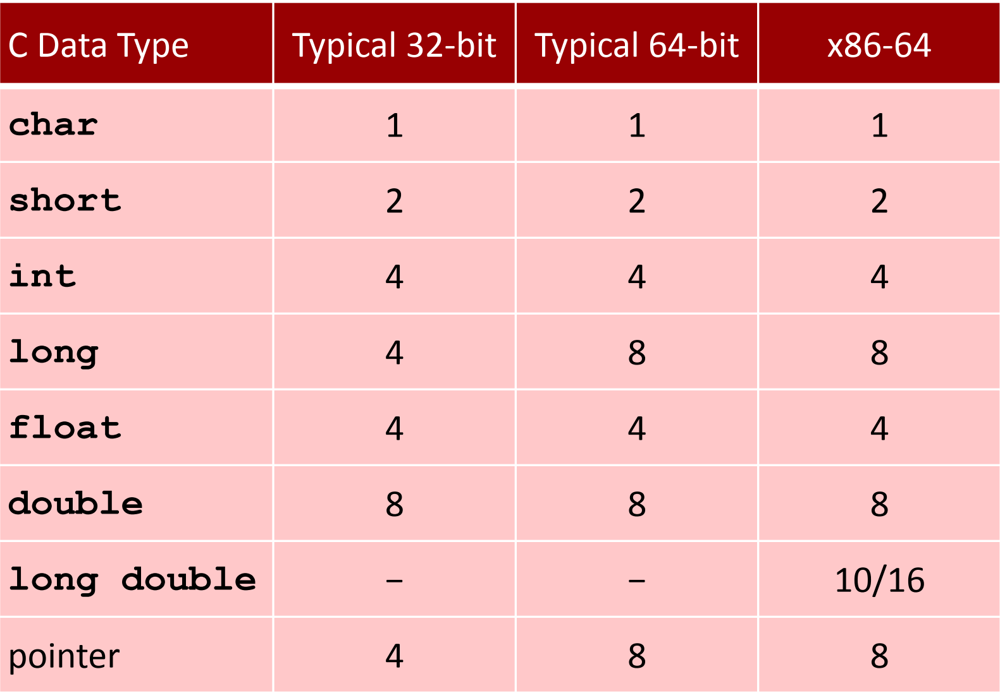 C Data Type Typical 32-bit Typical 64-bit x86-64
char 1 1 1
short 2 2 2
int 4 4 4
long 4 8 8
float 4 4 4
double 8 8 8
long double – – 10/16
pointer 4 8 8